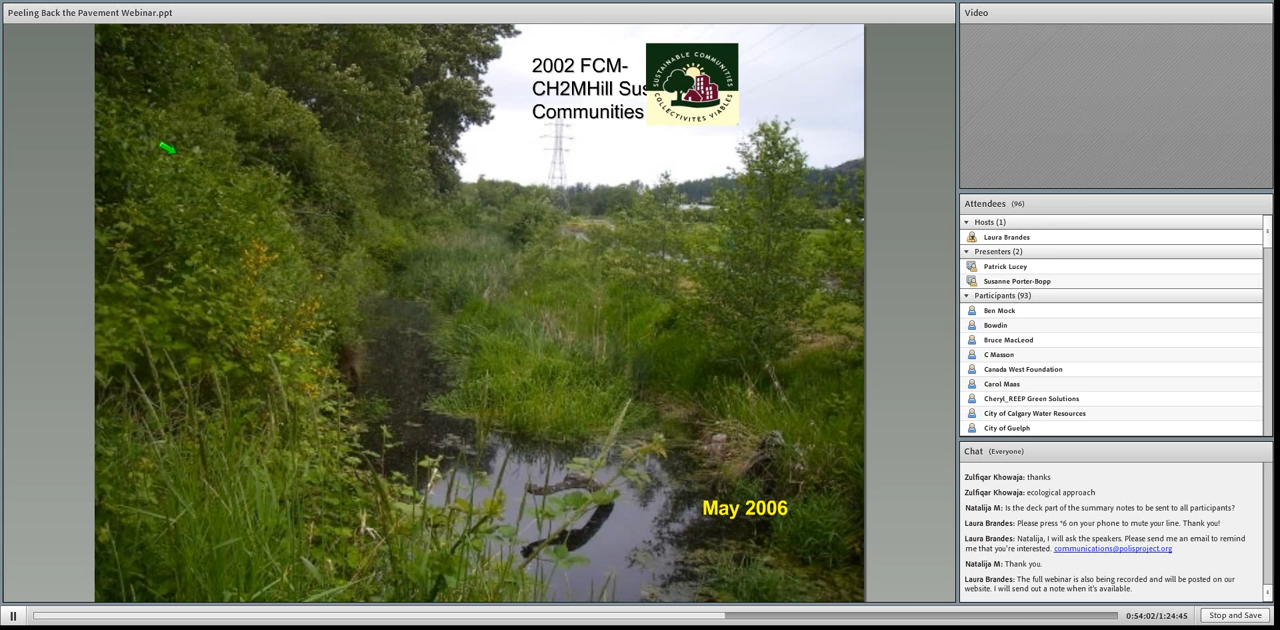 Peeling Back the Pavement Webinar.ppt
2002 FCM-
CH2MHill Sus
Communities
SUSTAINABLE COMMUNITIES
COLLECTIVITÉS VIABLES
May 2006
Video
Attendees (96)
Hosts (1)
Laura Brandes
Presenters (2)
Patrick Lucey
Susanne Porter-Bopp
Participants (93)
Ben Mock
Bowdin
Bruce MacLeod
C Masson
Canada West Foundation
Carol Maas
Cheryl_REEP Green Solutions
City of Calgary Water Resources
City of Guelph
Chat (Everyone)
Zulfiqar Khowaja: thanks
Zulfiqar Khowaja: ecological approach
Natalija M: Is the deck part of the summary notes to be sent to all participants?
Laura Brandes: Please press *6 on your phone to mute your line. Thank you!
Laura Brandes: Natalija, I will ask the speakers. Please send me an email to remind
me that you're interested. communications@polisproject.org
Natalija M: Thank you.
Laura Brandes: The full webinar is also being recorded and will be posted on our
website. I will send out a note when it's available.
0:54:02/1:24:45
Stop and Save